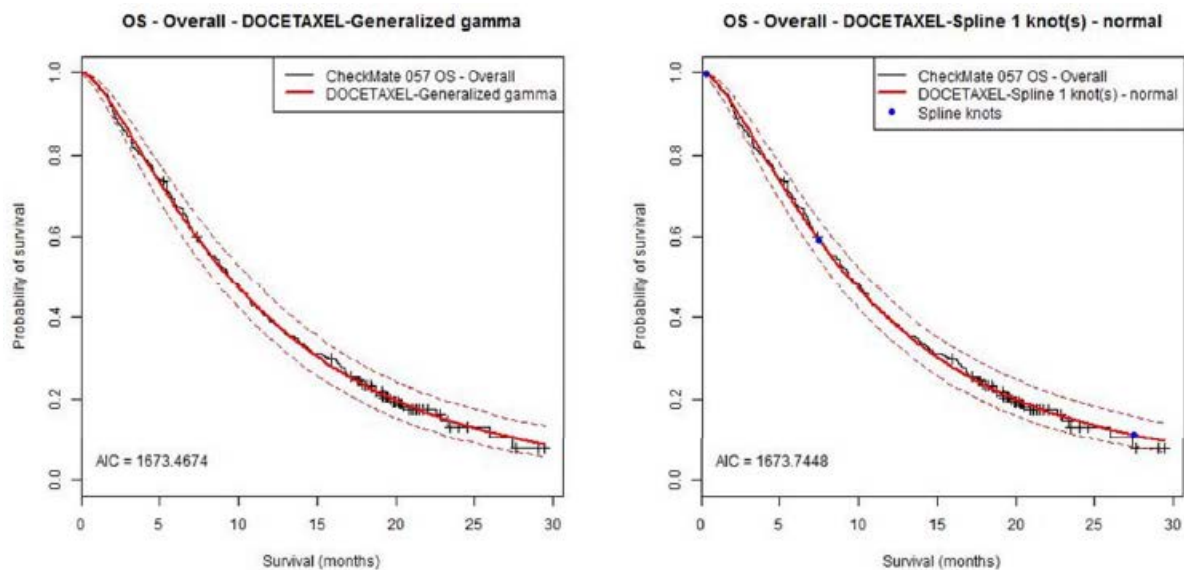 OS - Overall - DOCETAXEL-Generalized gamma
CheckMate 057 OS - Overall
DOCETAXEL-Generalized gamma
Probability of survival
1.0
0.8
0.6
0.4
0.2
0.0
AIC = 1673.4674
0 5 10 15 20 25 30
Survival (months)
OS - Overall - DOCETAXEL-Spline 1 knot(s) - normal
CheckMate 057 OS - Overall
DOCETAXEL-Spline 1 knot(s) - normal
Spline knots
Probability of survival
1.0
0.8
0.6
0.4
0.2
0.0
AIC = 1673.7448
0 5 10 15 20 25 30
Survival (months)